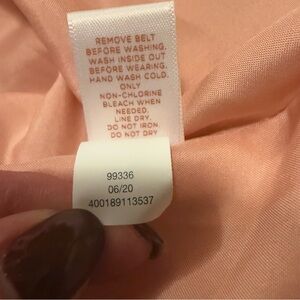 REMOVE BELT
BEFORE WASHING.
WASH INSIDE OUT
BEFORE WEARING.
HAND WASH COLD.
ONLY
NON-CHLORINE
BLEACH WHEN
NEEDED.
LINE DRY.
DO NOT IRON.
DO NOT DRY
99336
06/20
400189113537